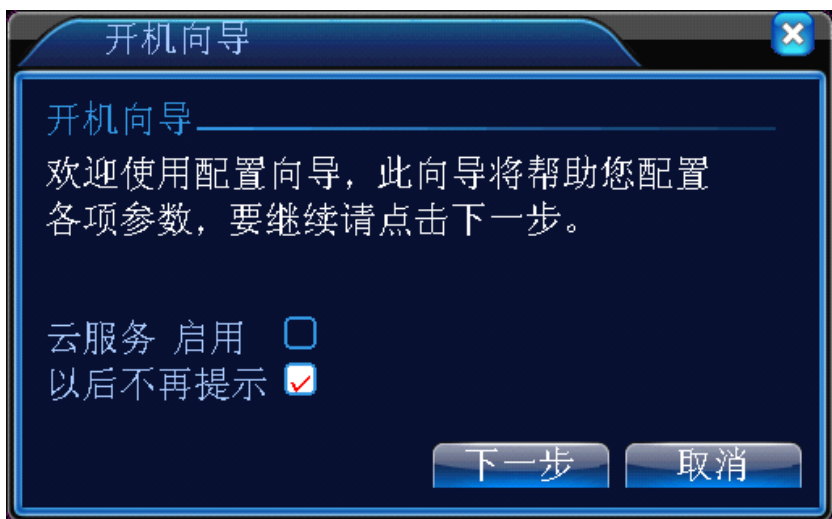 开机向导
开机向导
欢迎使用配置向导，此向导将帮助您配置
各项参数，要继续请点击下一步。
云服务 启用
以后不再提示
下一步 取消